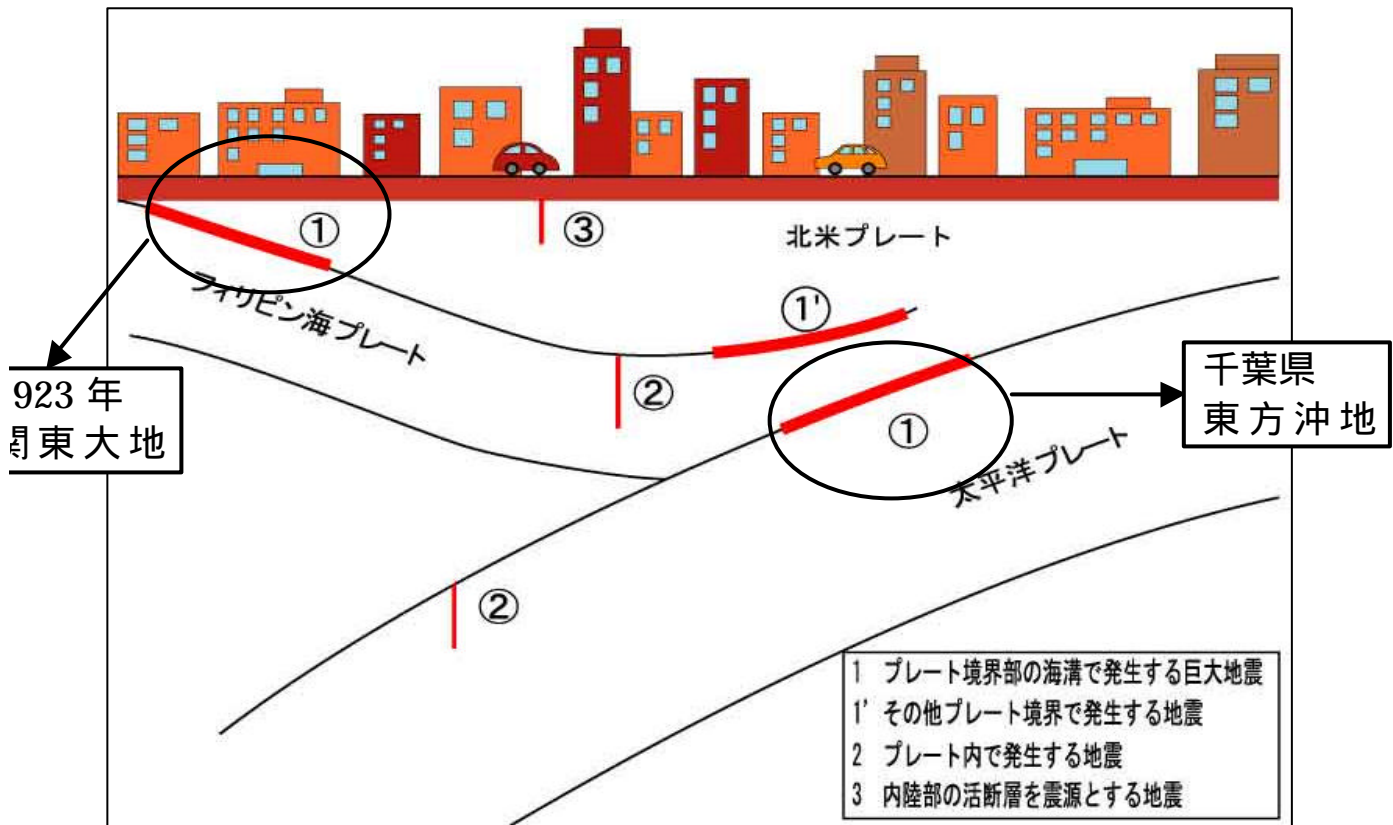 ①
③
北米プレート
フィリピン海プレート
①'
923 年
関東大地
②
千葉県
東方沖地
①
太平洋プレート
②
1 プレート境界部の海溝で発生する巨大地震
1' その他プレート境界で発生する地震
2 プレート内で発生する地震
3 内陸部の活断層を震源とする地震